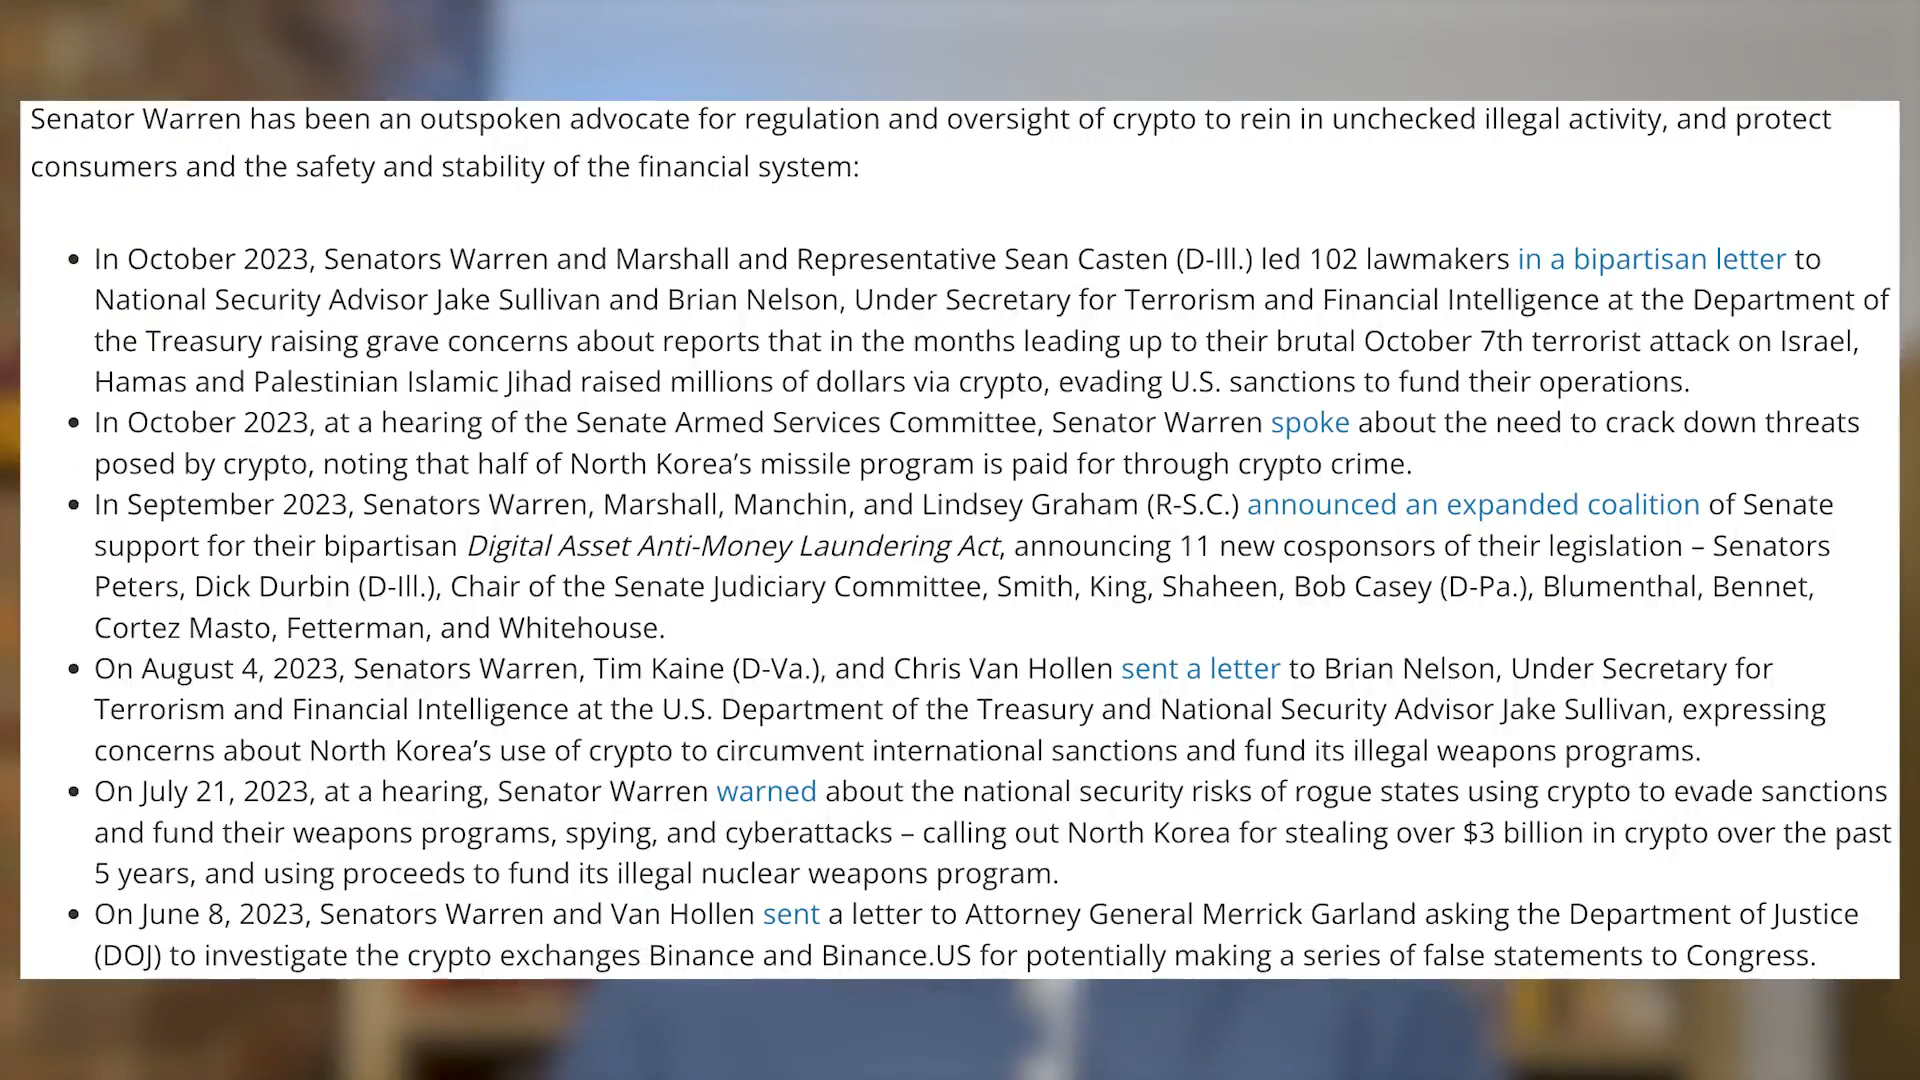 Senator Warren has been an outspoken advocate for regulation and oversight of crypto to rein in unchecked illegal activity, and protect
consumers and the safety and stability of the financial system:
• In October 2023, Senators Warren and Marshall and Representative Sean Casten (D-Ill.) led 102 lawmakers in a bipartisan letter to
National Security Advisor Jake Sullivan and Brian Nelson, Under Secretary for Terrorism and Financial Intelligence at the Department of
the Treasury raising grave concerns about reports that in the months leading up to their brutal October 7th terrorist attack on Israel,
Hamas and Palestinian Islamic Jihad raised millions of dollars via crypto, evading U.S. sanctions to fund their operations.
• In October 2023, at a hearing of the Senate Armed Services Committee, Senator Warren spoke about the need to crack down threats
posed by crypto, noting that half of North Korea’s missile program is paid for through crypto crime.
• In September 2023, Senators Warren, Marshall, Manchin, and Lindsey Graham (R-S.C.) announced an expanded coalition of Senate
support for their bipartisan Digital Asset Anti-Money Laundering Act, announcing 11 new cosponsors of their legislation – Senators
Peters, Dick Durbin (D-Ill.), Chair of the Senate Judiciary Committee, Smith, King, Shaheen, Bob Casey (D-Pa.), Blumenthal, Bennet,
Cortez Masto, Fetterman, and Whitehouse.
• On August 4, 2023, Senators Warren, Tim Kaine (D-Va.), and Chris Van Hollen sent a letter to Brian Nelson, Under Secretary for
Terrorism and Financial Intelligence at the U.S. Department of the Treasury and National Security Advisor Jake Sullivan, expressing
concerns about North Korea’s use of crypto to circumvent international sanctions and fund its illegal weapons programs.
• On July 21, 2023, at a hearing, Senator Warren warned about the national security risks of rogue states using crypto to evade sanctions
and fund their weapons programs, spying, and cyberattacks – calling out North Korea for stealing over $3 billion in crypto over the past
5 years, and using proceeds to fund its illegal nuclear weapons program.
• On June 8, 2023, Senators Warren and Van Hollen sent a letter to Attorney General Merrick Garland asking the Department of Justice
(DOJ) to investigate the crypto exchanges Binance and Binance.US for potentially making a series of false statements to Congress.